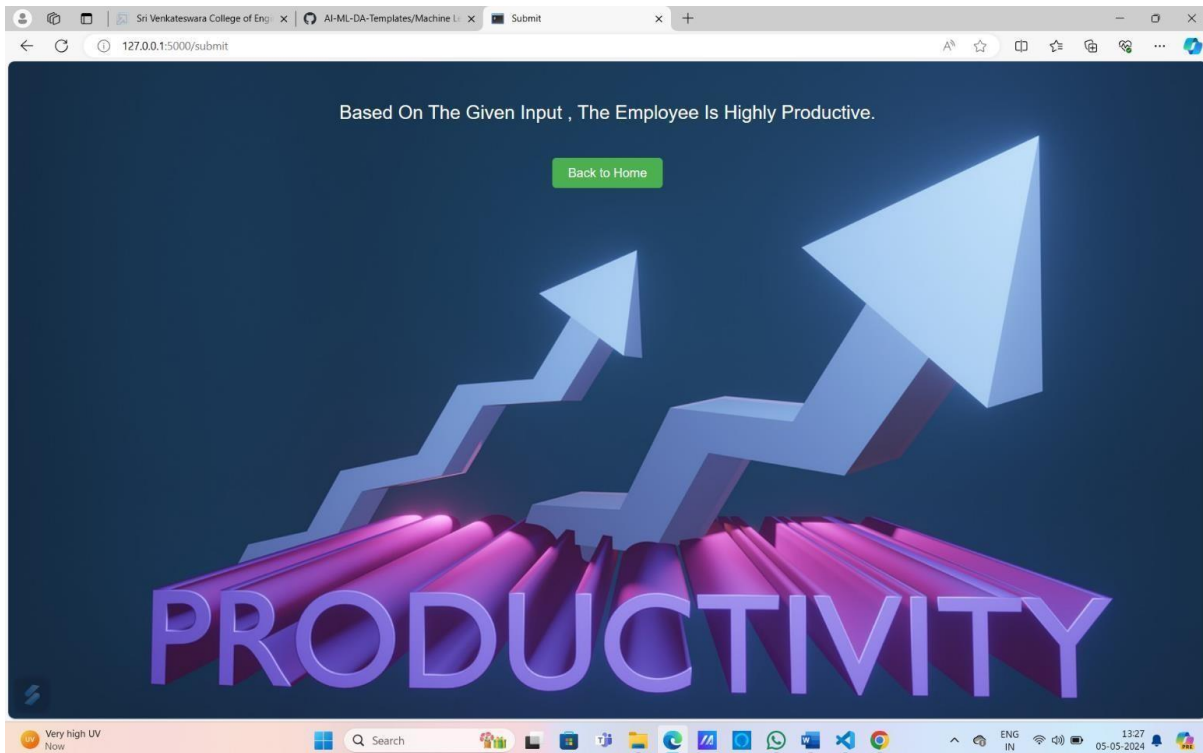 Sri Venkateswara College of Eng
AI-ML-DA-Templates/Machine L
Submit
127.0.0.1:5000/submit
Based On The Given Input , The Employee Is Highly Productive.
Back to Home
PRODUCTIVITY
UV
Very high UV
Now
Search
ENG
IN
13:27
05-05-2024